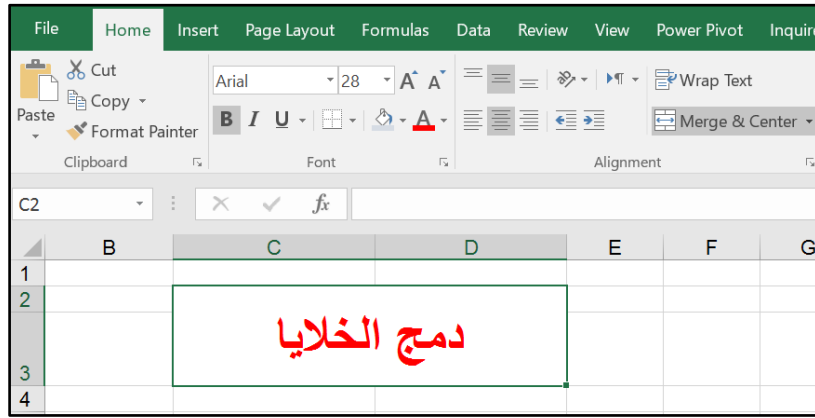 File Home Insert Page Layout Formulas Data Review View Power Pivot Inquire
Cut Arial 28 A A Wrap Text
Copy
Paste Format Painter B I U A Merge & Center
Clipboard Font Alignment
C2 fx
B C D E F G
1
2
دمج الخلايا
3
4